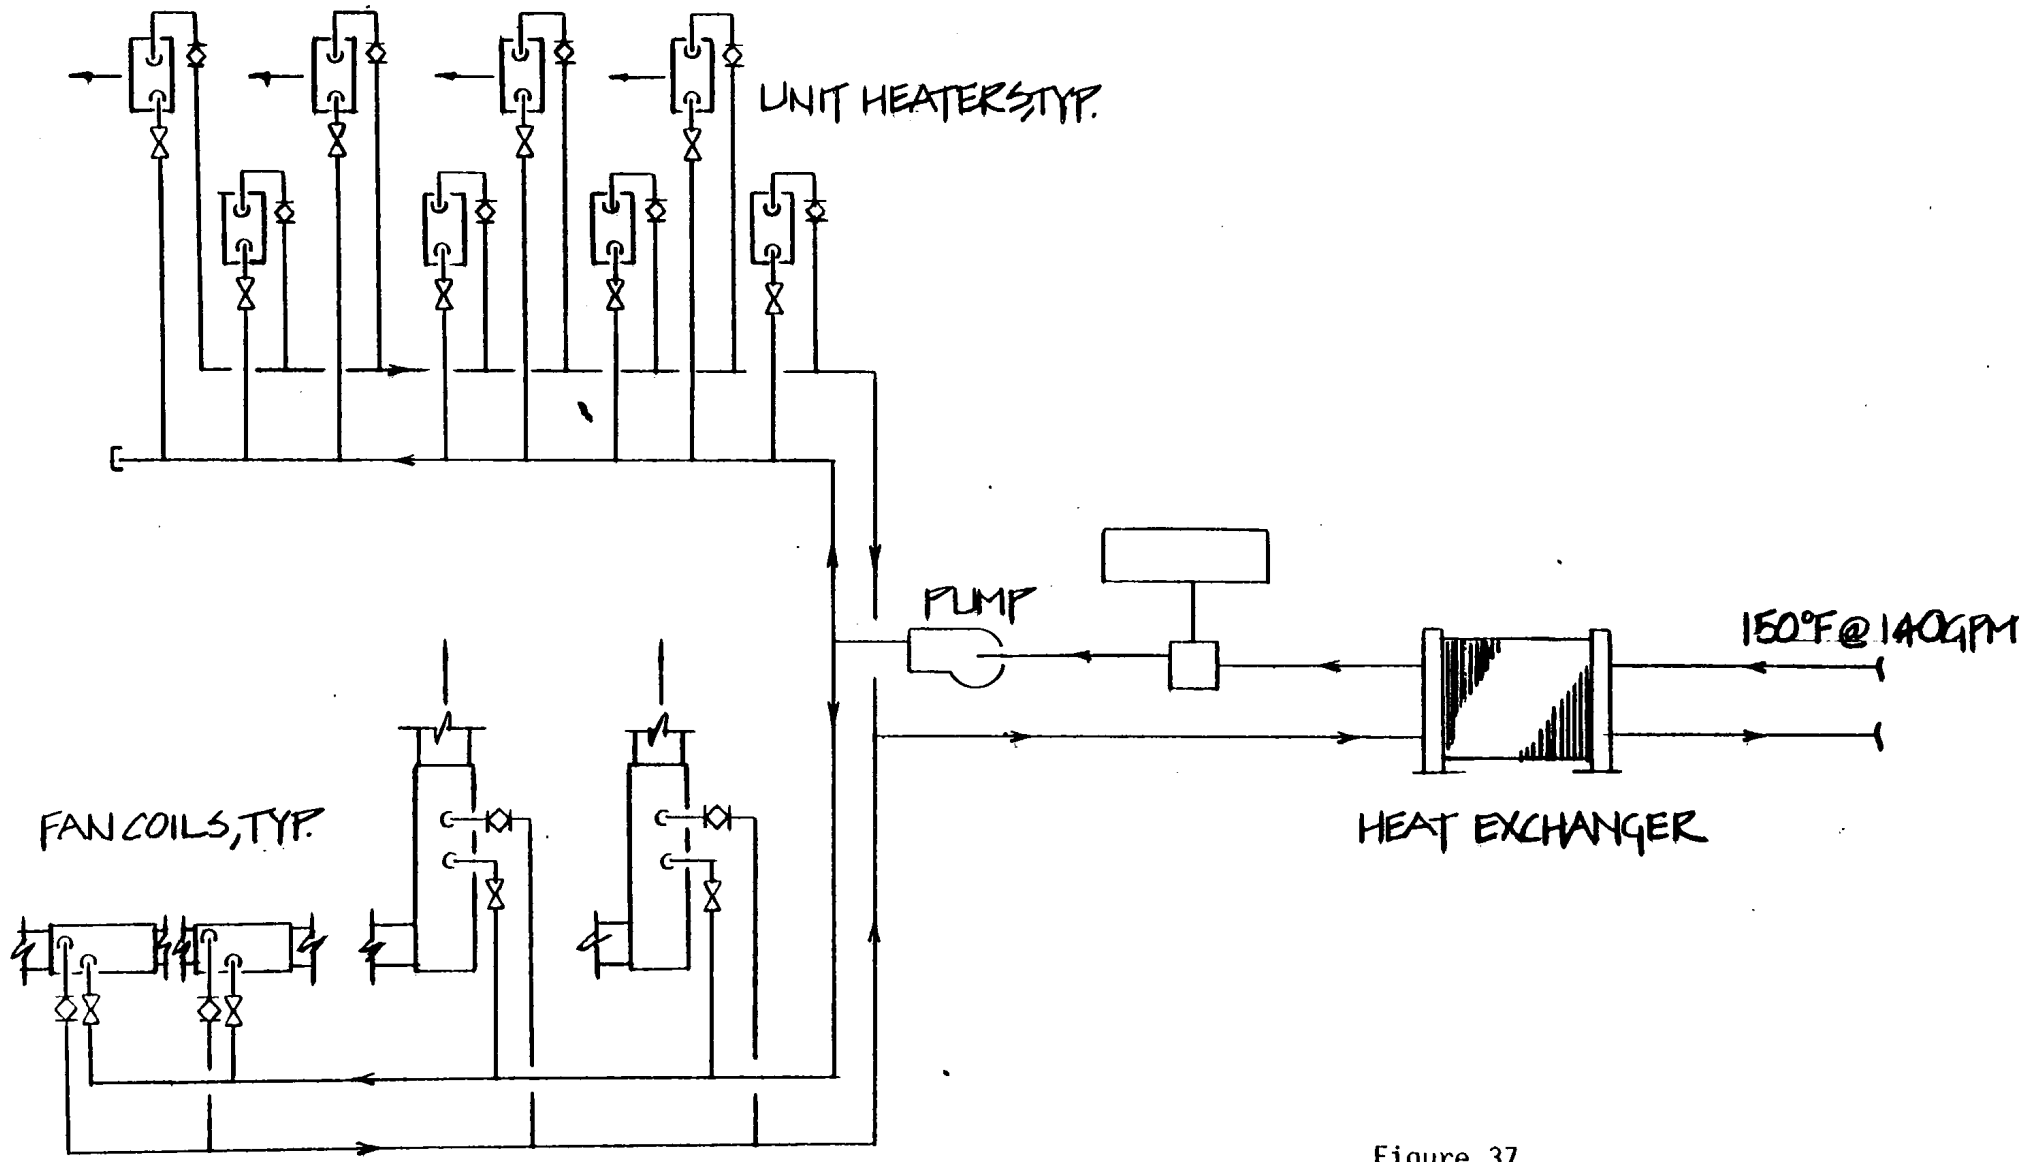 UNIT HEATERS, TYP.
PUMP
150°F @ 140GPM
FAN COILS, TYP.
HEAT EXCHANGER
Figure 37